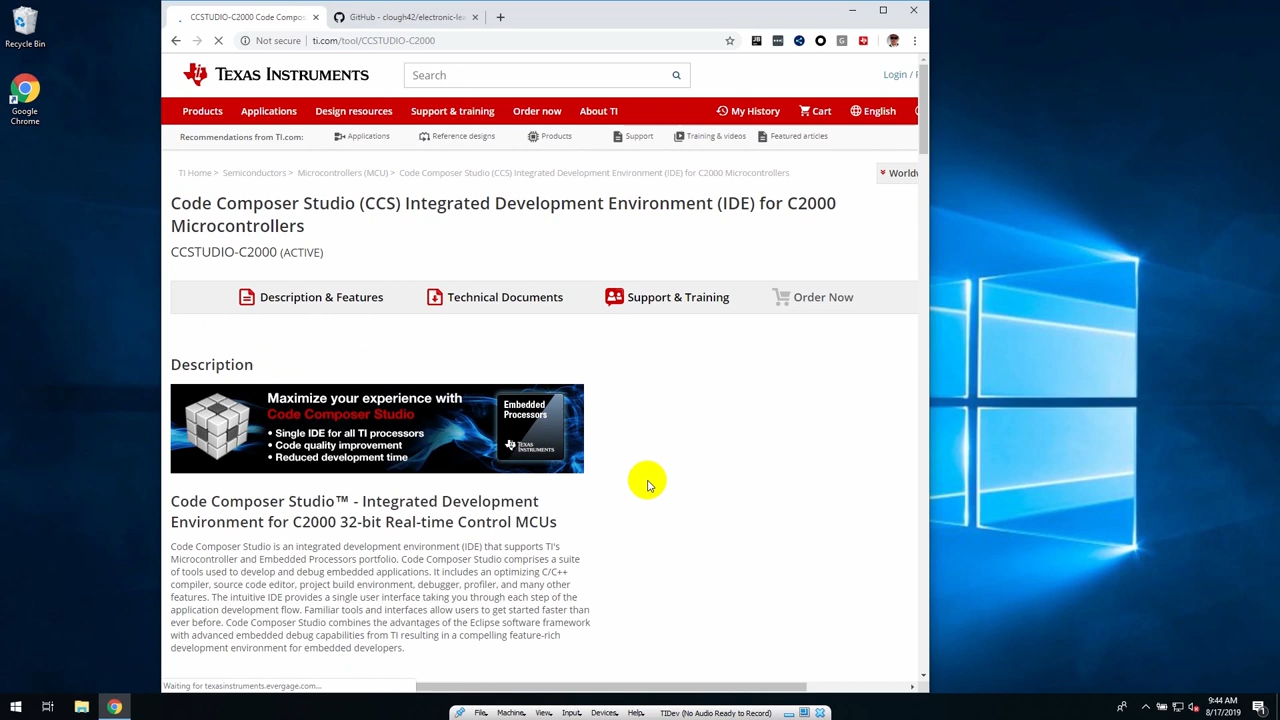 Recycle Bin
Google
Chrome
CCSTUDIO-C2000 Code Compos
GitHub - clough42/electronic-lea
Not secure
ti.com/tool/CCSTUDIO-C2000
TEXAS INSTRUMENTS
Search
Login /
Products
Applications
Design resources
Support & training
Order now
About TI
My History
Cart
English
Recommendations from TI.com:
Applications
Reference designs
Products
Support
Training & videos
Featured articles
TI Home > Semiconductors > Microcontrollers (MCU) > Code Composer Studio (CCS) Integrated Development Environment (IDE) for C2000 Microcontrollers
Worldw
Code Composer Studio (CCS) Integrated Development Environment (IDE) for C2000
Microcontrollers
CCSTUDIO-C2000 (ACTIVE)
Description & Features
Technical Documents
Support & Training
Order Now
Description
Maximize your experience with
Code Composer Studio
• Single IDE for all TI processors
• Code quality improvement
• Reduced development time
Embedded
Processors
TEXAS
INSTRUMENTS
Code Composer Studio™ - Integrated Development
Environment for C2000 32-bit Real-time Control MCUs
Code Composer Studio is an integrated development environment (IDE) that supports TI's
Microcontroller and Embedded Processors portfolio. Code Composer Studio comprises a suite
of tools used to develop and debug embedded applications. It includes an optimizing C/C++
compiler, source code editor, project build environment, debugger, profiler, and many other
features. The intuitive IDE provides a single user interface taking you through each step of the
application development flow. Familiar tools and interfaces allow users to get started faster than
ever before. Code Composer Studio combines the advantages of the Eclipse software framework
with advanced embedded debug capabilities from TI resulting in a compelling feature-rich
development environment for embedded developers.
Waiting for texasinstruments.evergage.com...
File
Machine
View
Input
Devices
Help
TIDev (No Audio Ready to Record)
9:44 AM
8/17/2019